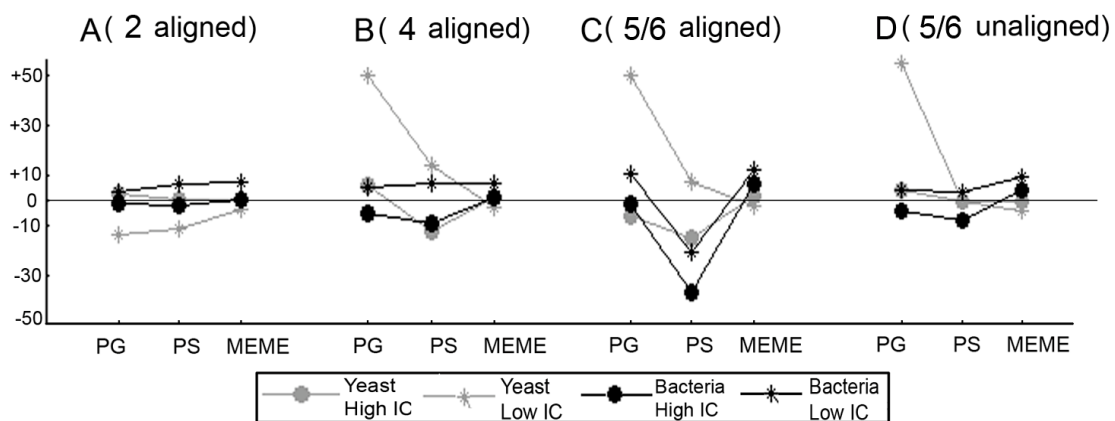 A ( 2 aligned) B ( 4 aligned) C ( 5/6 aligned) D ( 5/6 unaligned)
+50
+30
+10
0
-10
-30
-50
PG PS MEME PG PS MEME PG PS MEME PG PS MEME
Yeast Yeast Bacteria Bacteria
High IC Low IC High IC Low IC